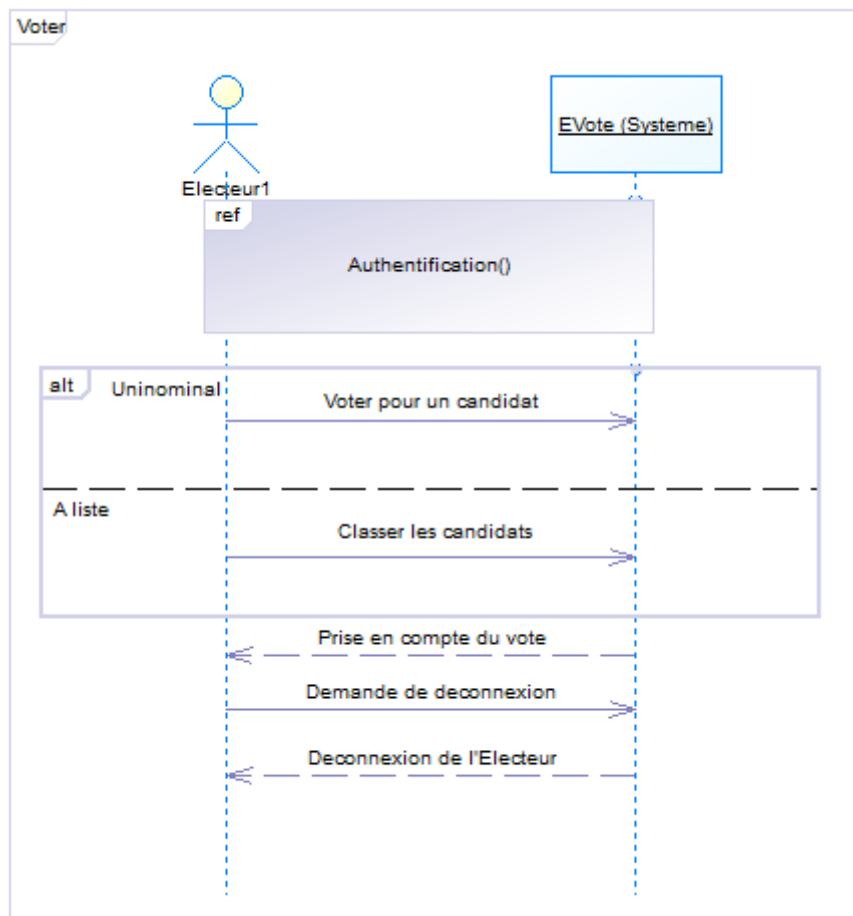 Voter
EVote (Systeme)
Electeur1
ref
Authentification()
alt
Uninominal
Voter pour un candidat
A liste
Classer les candidats
Prise en compte du vote
Demande de deconnexion
Deconnexion de l'Electeur